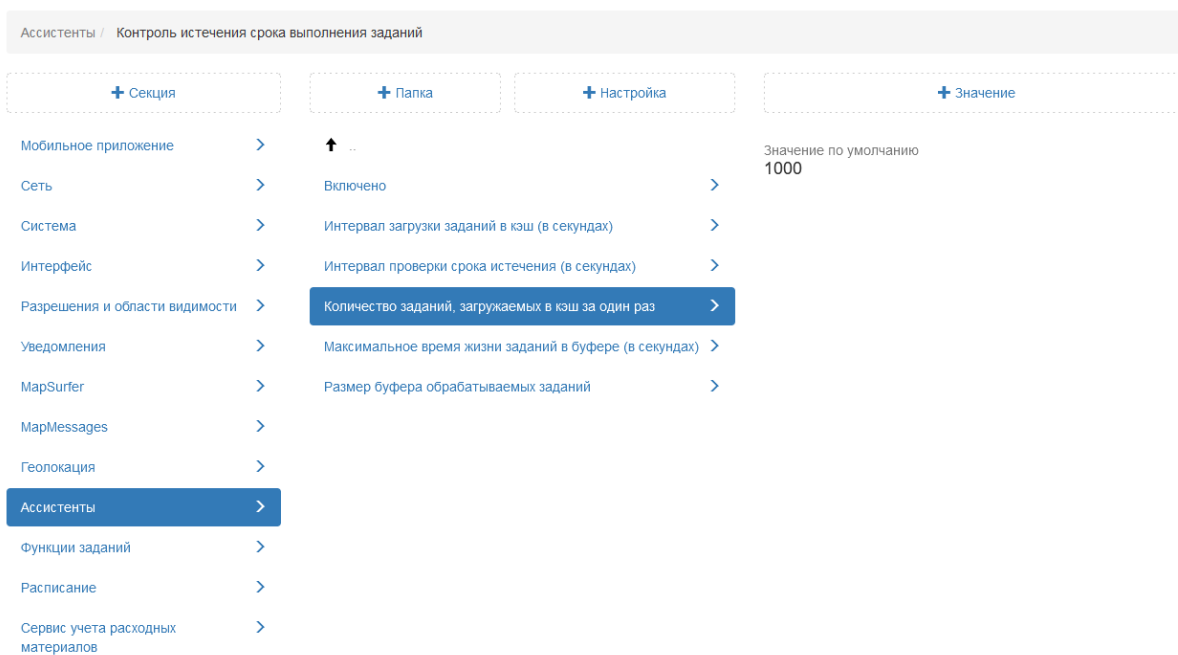 Ассистенты / Контроль истечения срока выполнения заданий
+ Секция
+ Папка
+ Настройка
+ Значение
Мобильное приложение
Сеть
Система
Интерфейс
Разрешения и области видимости
Уведомления
MapSurfer
MapMessages
Геолокация
Ассистенты
Функции заданий
Расписание
Сервис учета расходных
материалов
..
Включено
Интервал загрузки заданий в кэш (в секундах)
Интервал проверки срока истечения (в секундах)
Количество заданий, загружаемых в кэш за один раз
Максимальное время жизни заданий в буфере (в секундах)
Размер буфера обрабатываемых заданий
Значение по умолчанию
1000